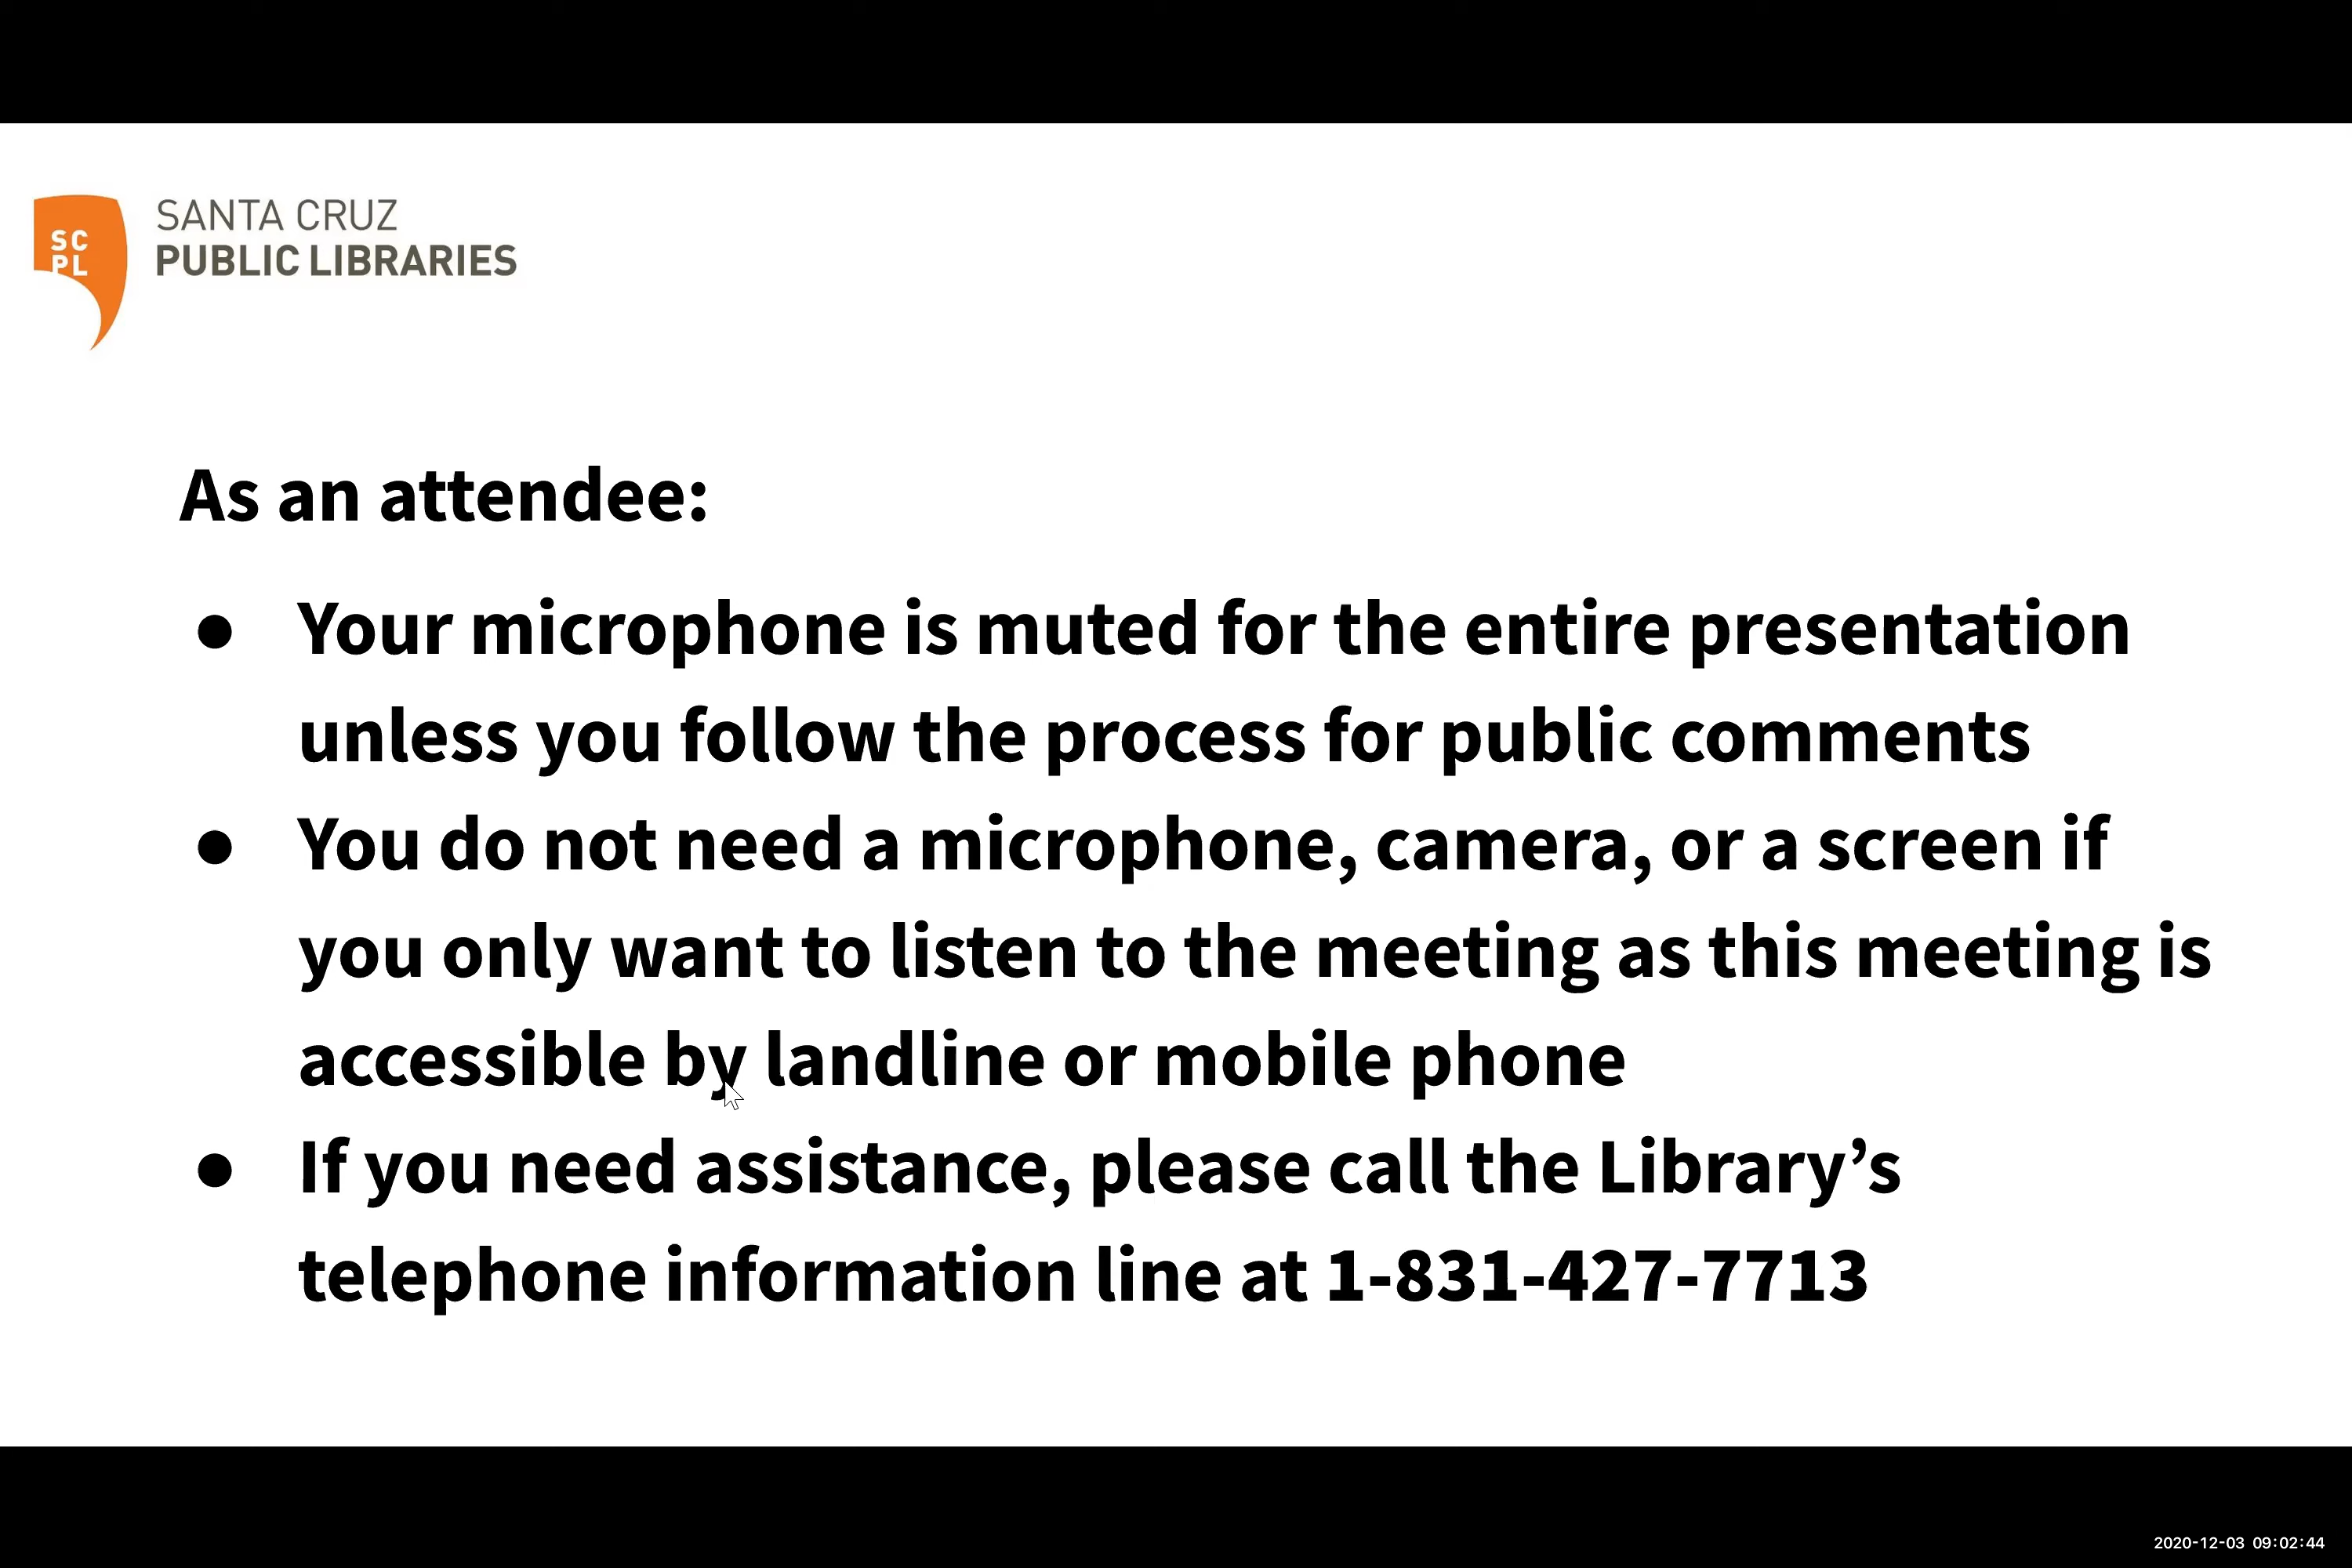 SC
PL
SANTA CRUZ
PUBLIC LIBRARIES
As an attendee:
● Your microphone is muted for the entire presentation
unless you follow the process for public comments
● You do not need a microphone, camera, or a screen if
you only want to listen to the meeting as this meeting is
accessible by landline or mobile phone
● If you need assistance, please call the Library’s
telephone information line at 1-831-427-7713
2020-12-03 09:02:44